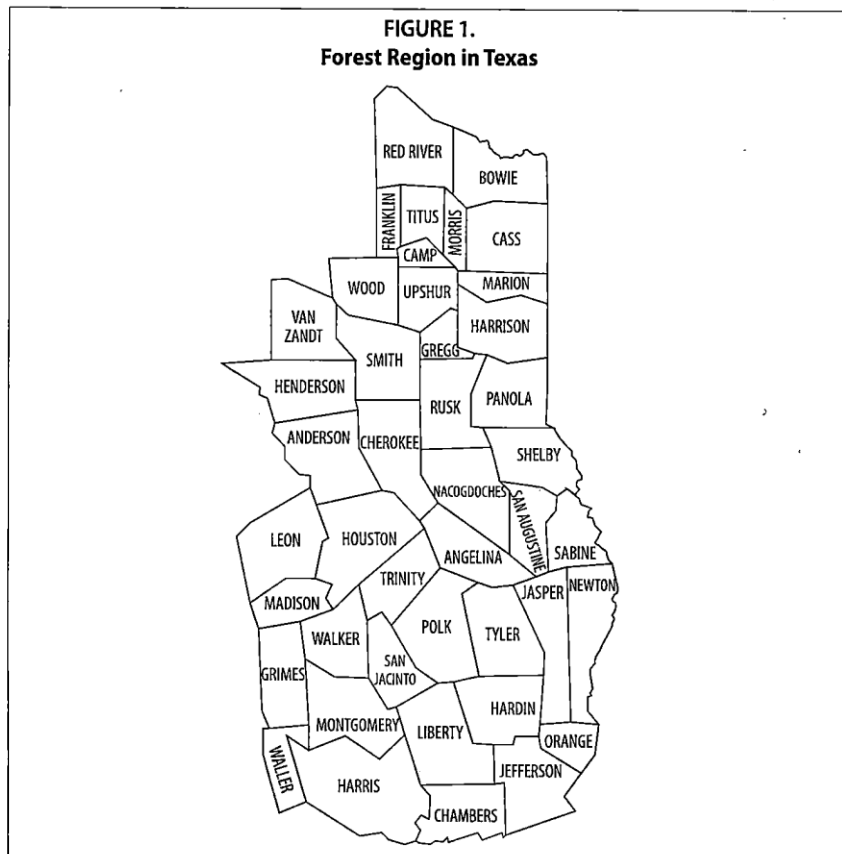 FIGURE 1.
Forest Region in Texas
RED RIVER
BOWIE
FRANKLIN
TITUS
MORRIS
CASS
CAMP
WOOD
UPSHUR
MARION
VAN
ZANDT
HARRISON
SMITH
GREGG
HENDERSON
RUSK
PANOLA
ANDERSON
CHEROKEE
SHELBY
NACOGDOCHES
SAN AUGUSTINE
LEON
HOUSTON
ANGELINA
SABINE
TRINITY
JASPER
NEWTON
MADISON
WALKER
POLK
TYLER
GRIMES
SAN
JACINTO
HARDIN
MONTGOMERY
LIBERTY
ORANGE
WALLER
HARRIS
JEFFERSON
CHAMBERS